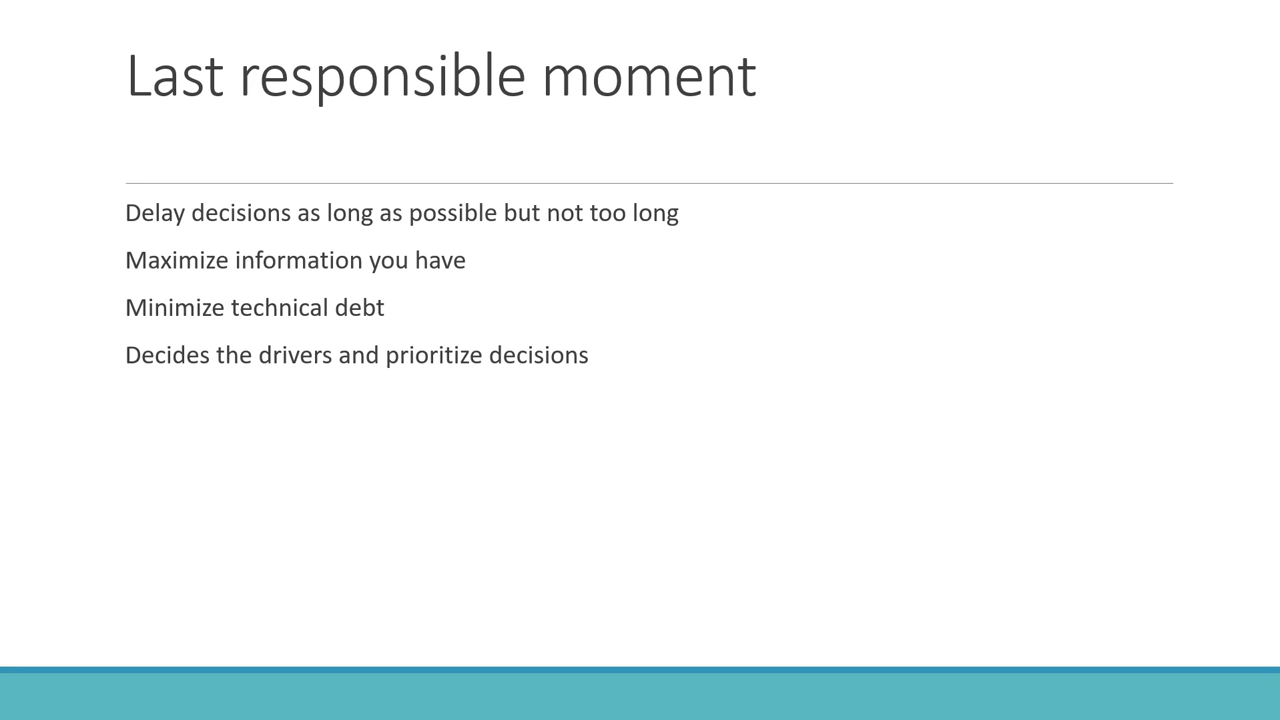 Last responsible moment
Delay decisions as long as possible but not too long
Maximize information you have
Minimize technical debt
Decides the drivers and prioritize decisions